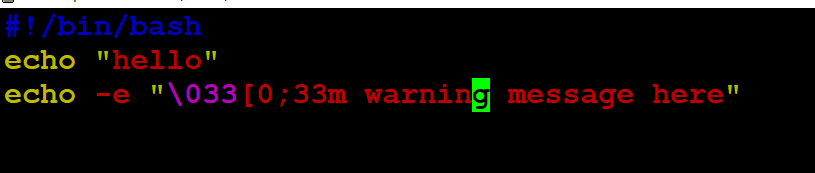 #!/bin/bash
echo "hello"
echo -e "\033[0;33m warning message here"